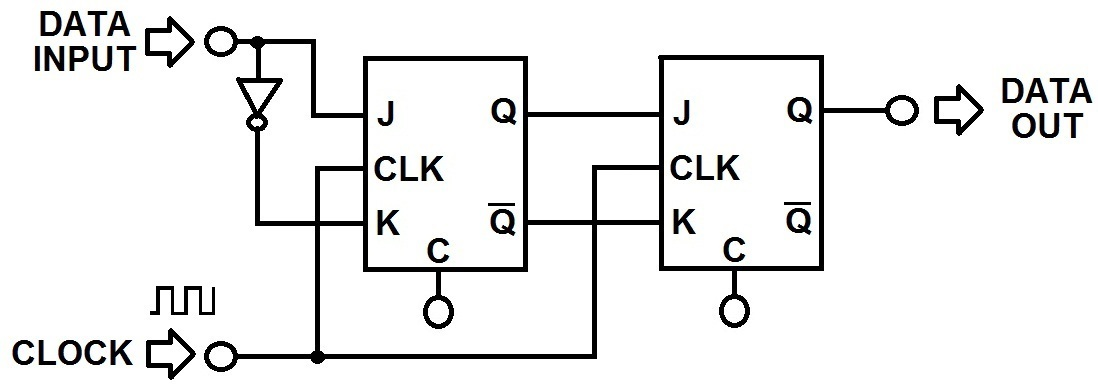 DATA
INPUT
J
CLK
K
C
Q
Q̅
J
CLK
K
C
Q
Q̅
DATA
OUT
CLOCK